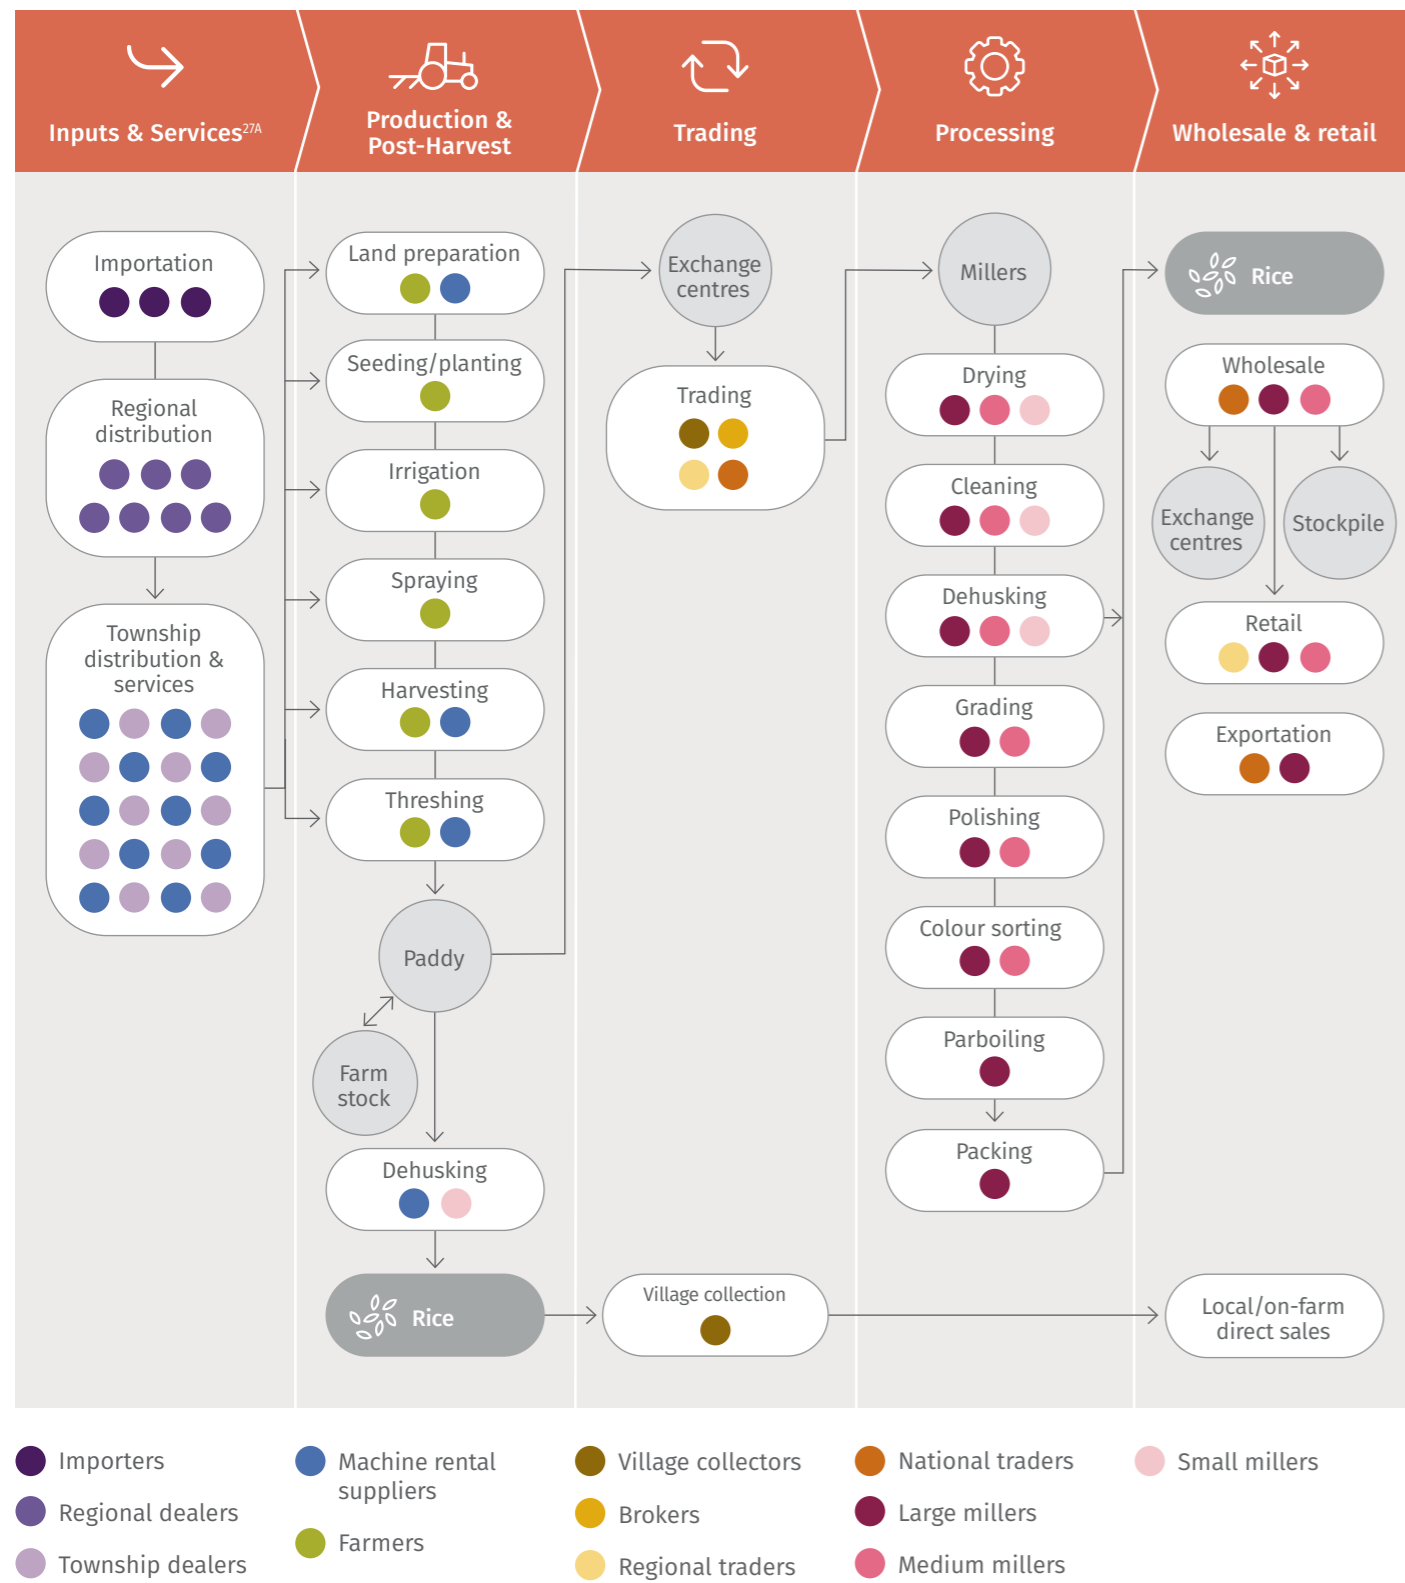 Inputs & Services27A
Production &
Post-Harvest
Trading
Processing
Wholesale & retail
Importation
Regional
distribution
Township
distribution &
services
Land preparation
Seeding/planting
Irrigation
Spraying
Harvesting
Threshing
Paddy
Farm
stock
Dehusking
Rice
Exchange
centres
Trading
Village collection
Millers
Drying
Cleaning
Dehusking
Grading
Polishing
Colour sorting
Parboiling
Packing
Rice
Wholesale
Exchange
centres
Stockpile
Retail
Exportation
Local/on-farm
direct sales
Importers
Regional dealers
Township dealers
Machine rental
suppliers
Farmers
Village collectors
Brokers
Regional traders
National traders
Large millers
Medium millers
Small millers